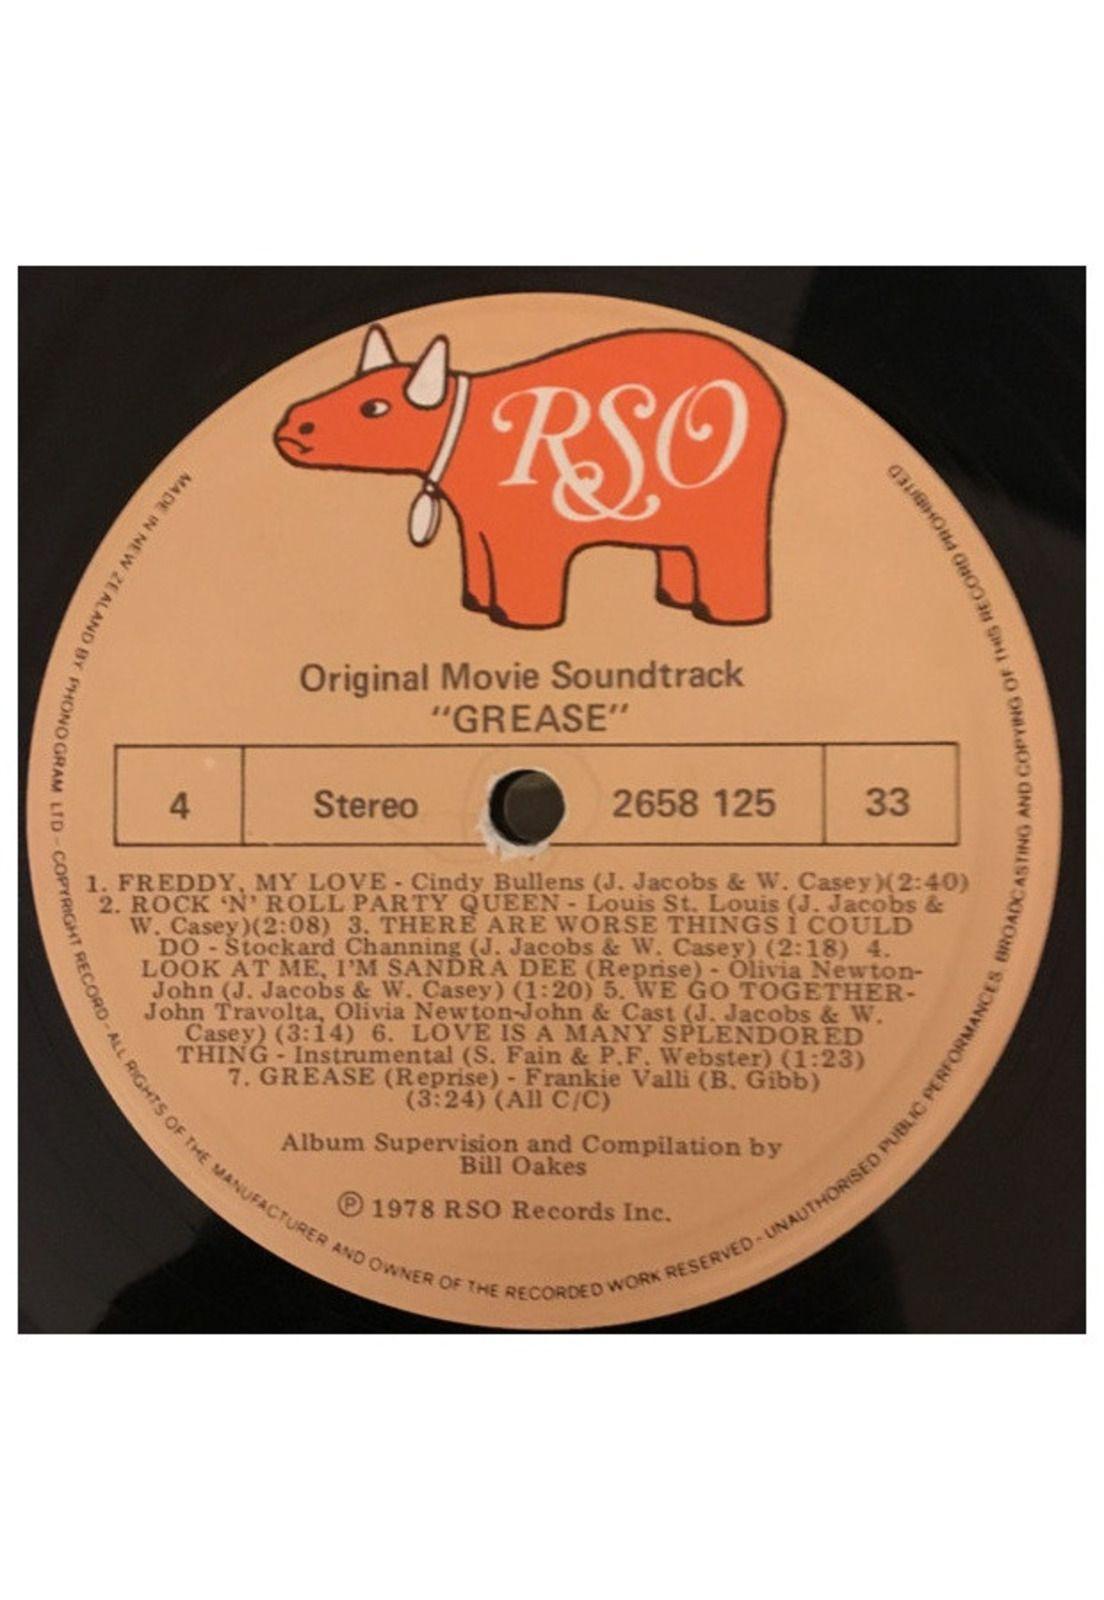 RSO
Original Movie Soundtrack
"GREASE"
4 Stereo 2658 125 33
1. FREDDY, MY LOVE - Cindy Bullens (J. Jacobs & W. Casey)(2:40)
2. ROCK 'N' ROLL PARTY QUEEN - Louis St. Louis (J. Jacobs &
W. Casey)(2:08) 3. THERE ARE WORSE THINGS I COULD
DO - Stockard Channing (J. Jacobs & W. Casey) (2:18) 4.
LOOK AT ME, I'M SANDRA DEE (Reprise) - Olivia Newton-
John (J. Jacobs & W. Casey) (1:20) 5. WE GO TOGETHER-
John Travolta, Olivia Newton-John & Cast (J. Jacobs & W.
Casey) (3:14) 6. LOVE IS A MANY SPLENDORED
THING - Instrumental (S. Fain & P.F. Webster) (1:23)
7. GREASE (Reprise) - Frankie Valli (B. Gibb)
(3:24) (All C/C)
Album Supervision and Compilation by
Bill Oakes
℗ 1978 RSO Records Inc.
MADE IN NEW ZEALAND BY PHONOGRAM LTD - COPYRIGHT RECORD - ALL RIGHTS OF THE MANUFACTURER AND OWNER OF THE RECORDED WORK RESERVED - UNAUTHORISED PUBLIC PERFORMANCES, BROADCASTING AND COPYING OF THIS RECORD PROHIBITED